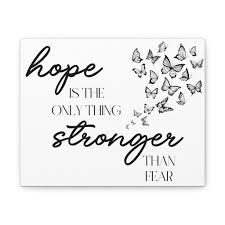 hope
IS THE
ONLY THING
stronger
THAN
FEAR